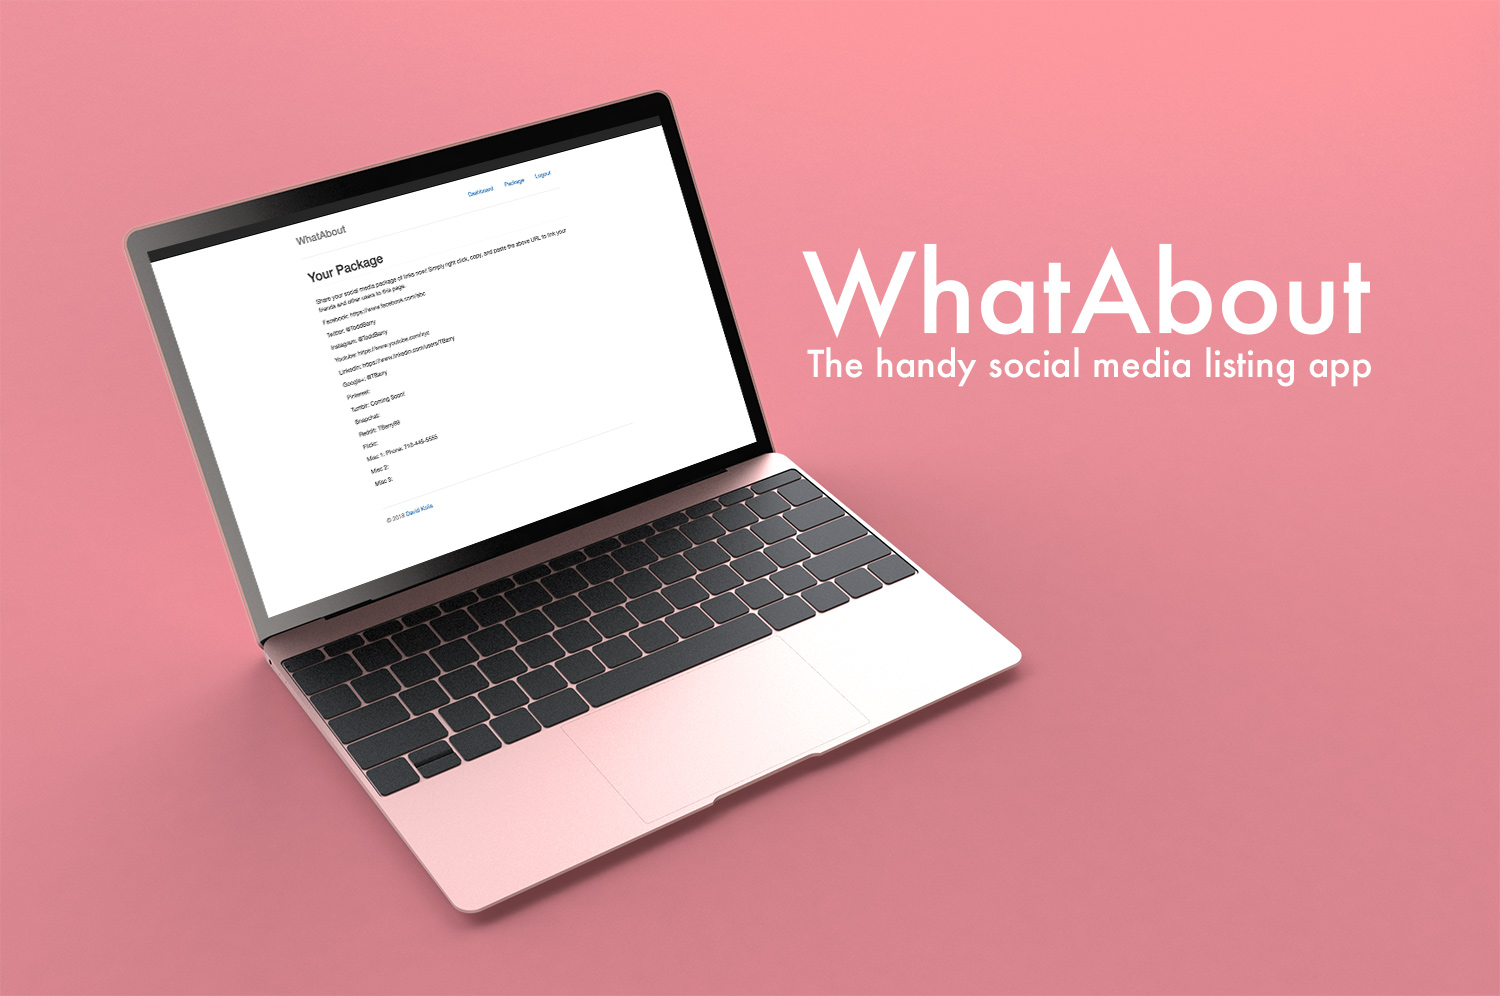 Dashboard Package Logout
WhatAbout
Your Package
Share your social media package of links now! Simply right click, copy, and paste the above URL to link your
friends and other users to this page.
Facebook: https://www.facebook.com/abc
Twitter: @ToddBarry
Instagram: @ToddBarry
Youtube: https://www.youtube.com/xyz
LinkedIn: https://www.linkedin.com/users/TBarry
Google+: @TBarry
Pinterest:
Tumblr: Coming Soon!
Snapchat:
Reddit: TBarry88
Flickr:
Misc 1: Phone: 710-445-5555
Misc 2:
Misc 3:
© 2018 David
WhatAbout
The handy social media listing app